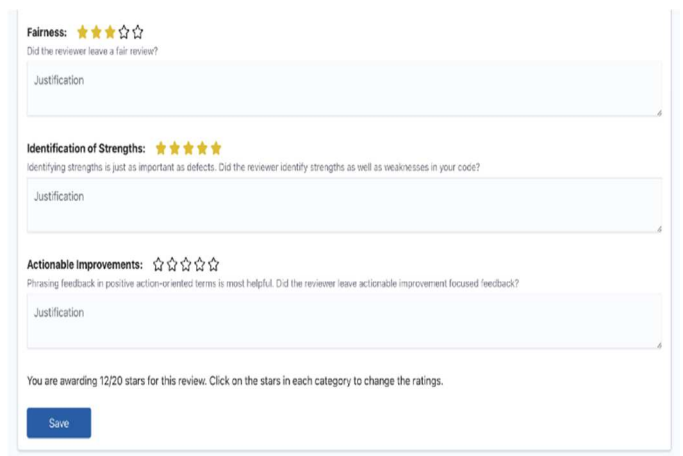 Fairness:
Did the reviewer leave a fair review?
Justification
Identification of Strengths:
Identifying strengths is just as important as defects. Did the reviewer identify strengths as well as weaknesses in your code?
Justification
Actionable Improvements:
Phrasing feedback in positive action-oriented terms is most helpful. Did the reviewer leave actionable improvement focused feedback?
Justification
You are awarding 12/20 stars for this review. Click on the stars in each category to change the ratings.
Save